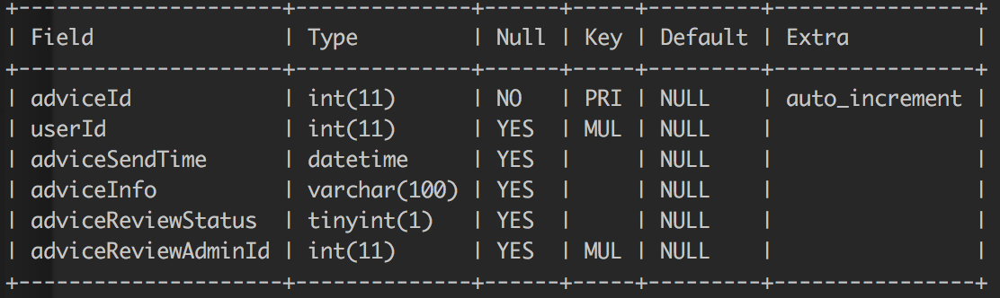 +--------------------+--------------+------+-----+---------+----------------+
| Field              | Type         | Null | Key | Default | Extra          |
+--------------------+--------------+------+-----+---------+----------------+
| adviceId           | int(11)      | NO   | PRI | NULL    | auto_increment |
| userId             | int(11)      | YES  | MUL | NULL    |                |
| adviceSendTime     | datetime     | YES  |     | NULL    |                |
| adviceInfo         | varchar(100) | YES  |     | NULL    |                |
| adviceReviewStatus | tinyint(1)   | YES  |     | NULL    |                |
| adviceReviewAdminId | int(11)      | YES  | MUL | NULL    |                |
+--------------------+--------------+------+-----+---------+----------------+